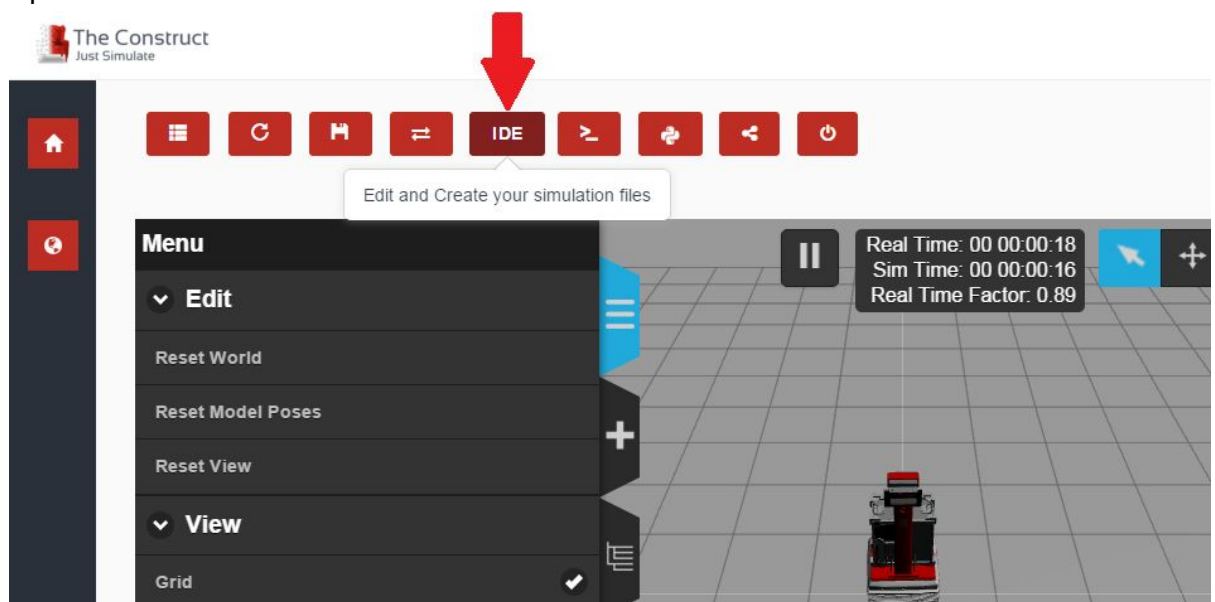 The Construct
Just Simulate
IDE
Edit and Create your simulation files
Menu
Edit
Reset World
Reset Model Poses
Reset View
View
Grid
Real Time: 00 00:00:18
Sim Time: 00 00:00:16
Real Time Factor: 0.89